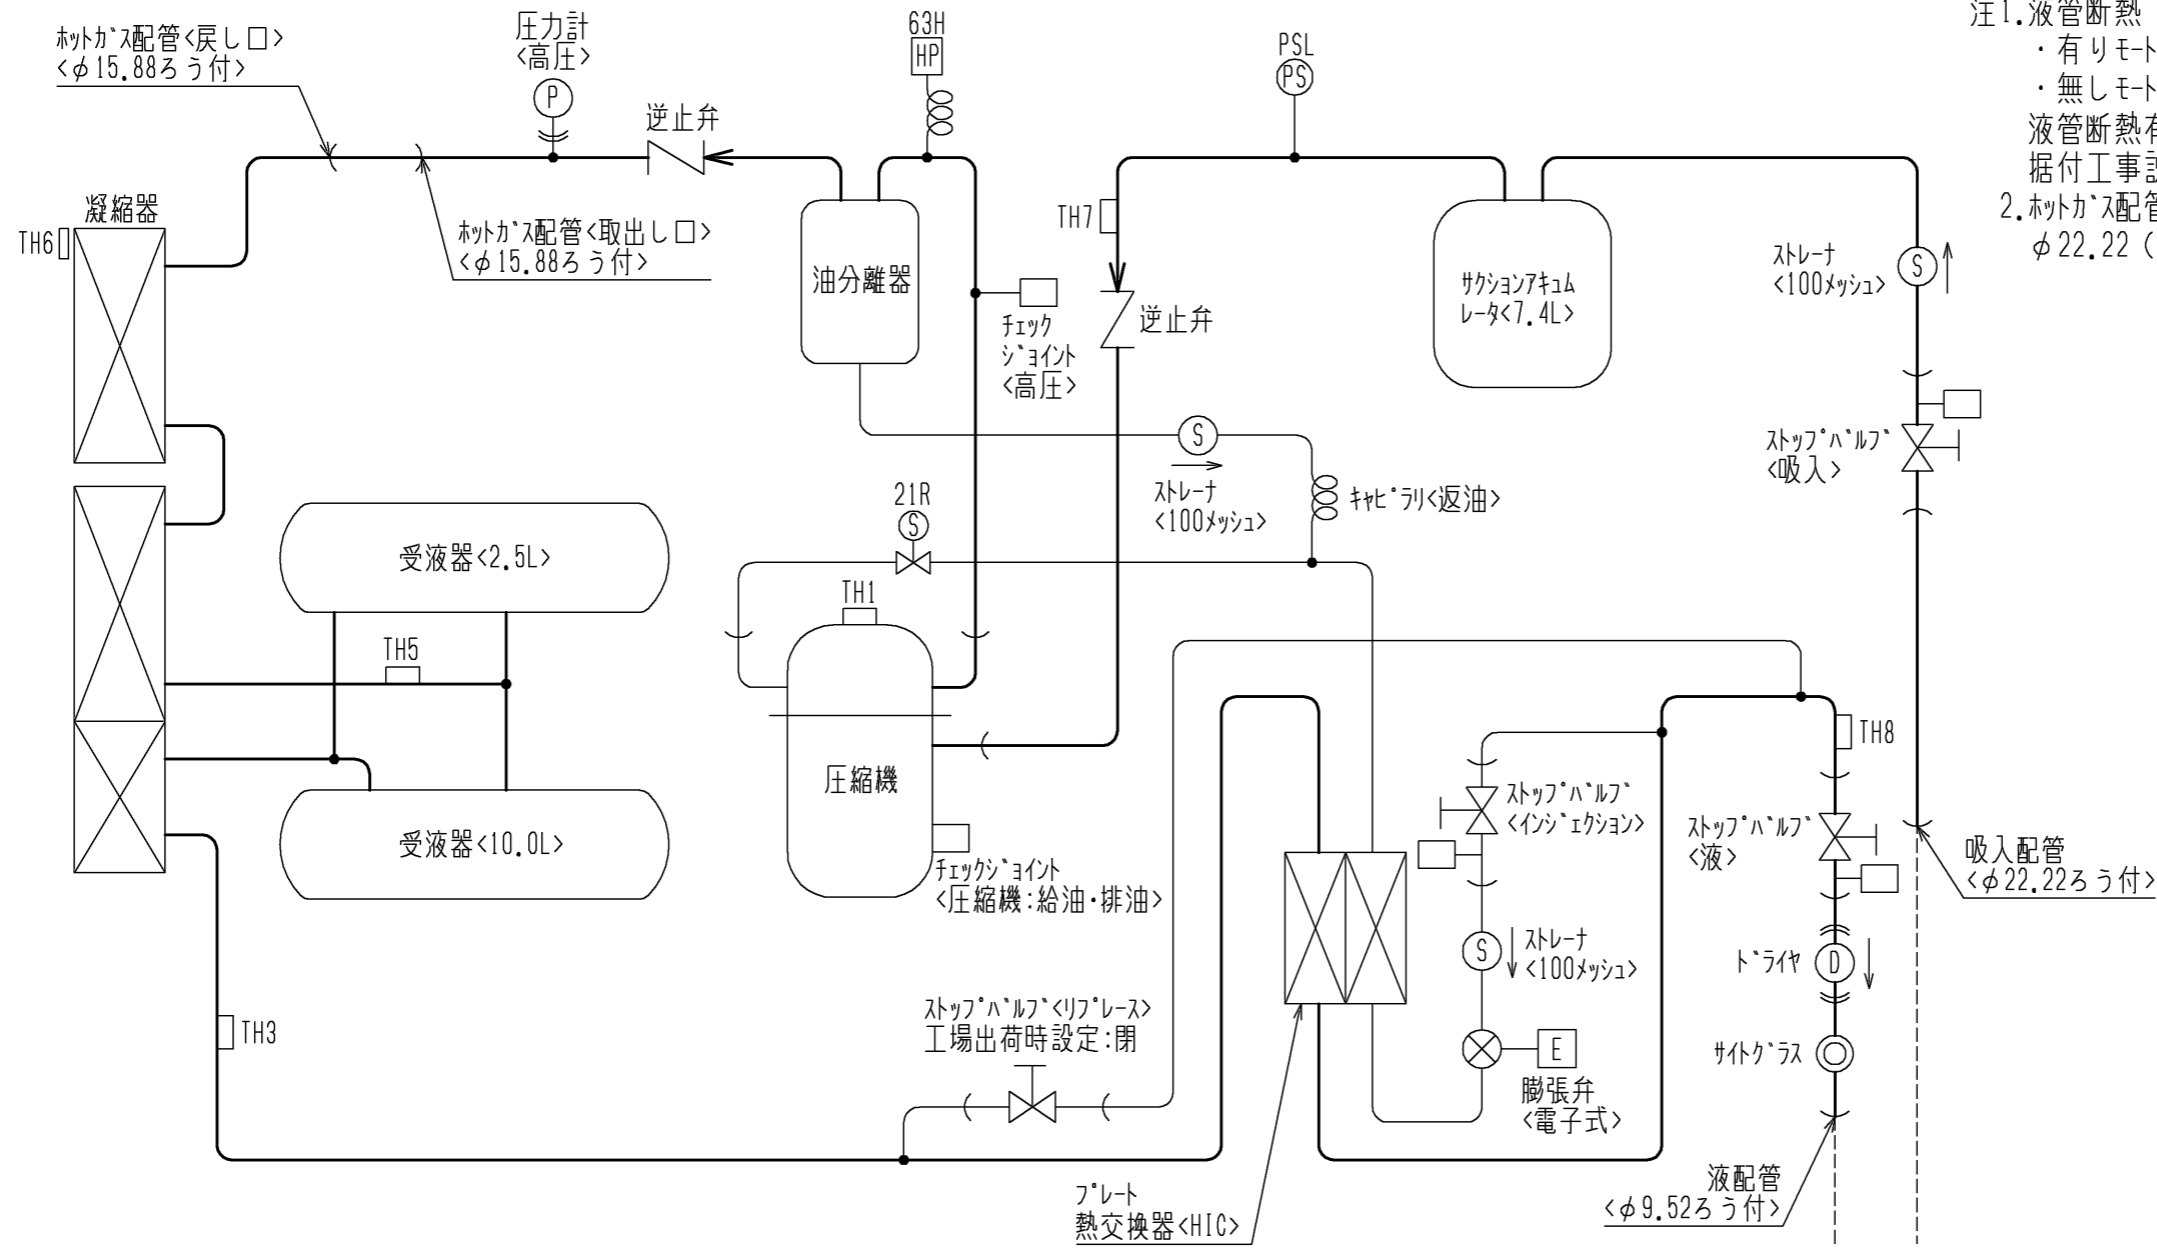 ﾎｯﾄｶﾞｽ配管<戻し口>
<φ15.88ろう付>
圧力計
<高圧>
P
逆止弁
63H
HP
PSL
PS
注1.液管断熱
・有りﾓｰﾄ
・無しﾓｰﾄ
液管断熱有
据付工事説
2.ﾎｯﾄｶﾞｽ配管
φ22.22（
凝縮器
TH6
ﾎｯﾄｶﾞｽ配管<取出し口>
<φ15.88ろう付>
油分離器
チェック
ジョイント
<高圧>
TH7
逆止弁
サクションアキュム
レータ<7.4L>
ストレーナ
<100メッシュ>
S
ストップバルブ
<吸入>
S
ストレーナ
<100メッシュ>
キャピラリ<返油>
21R
S
受液器<2.5L>
TH1
TH5
圧縮機
受液器<10.0L>
チェックジョイント
<圧縮機:給油・排油>
TH8
ストップバルブ
<インジェクション>
ストップバルブ
<液>
吸入配管
<φ22.22ろう付>
S
ストレーナ
<100メッシュ>
ドライヤ
D
TH3
ストップバルブ<リプレース>
工場出荷時設定:閉
E
膨張弁
<電子式>
サイトグラス
プレート
熱交換器<HIC>
液配管
<φ9.52ろう付>